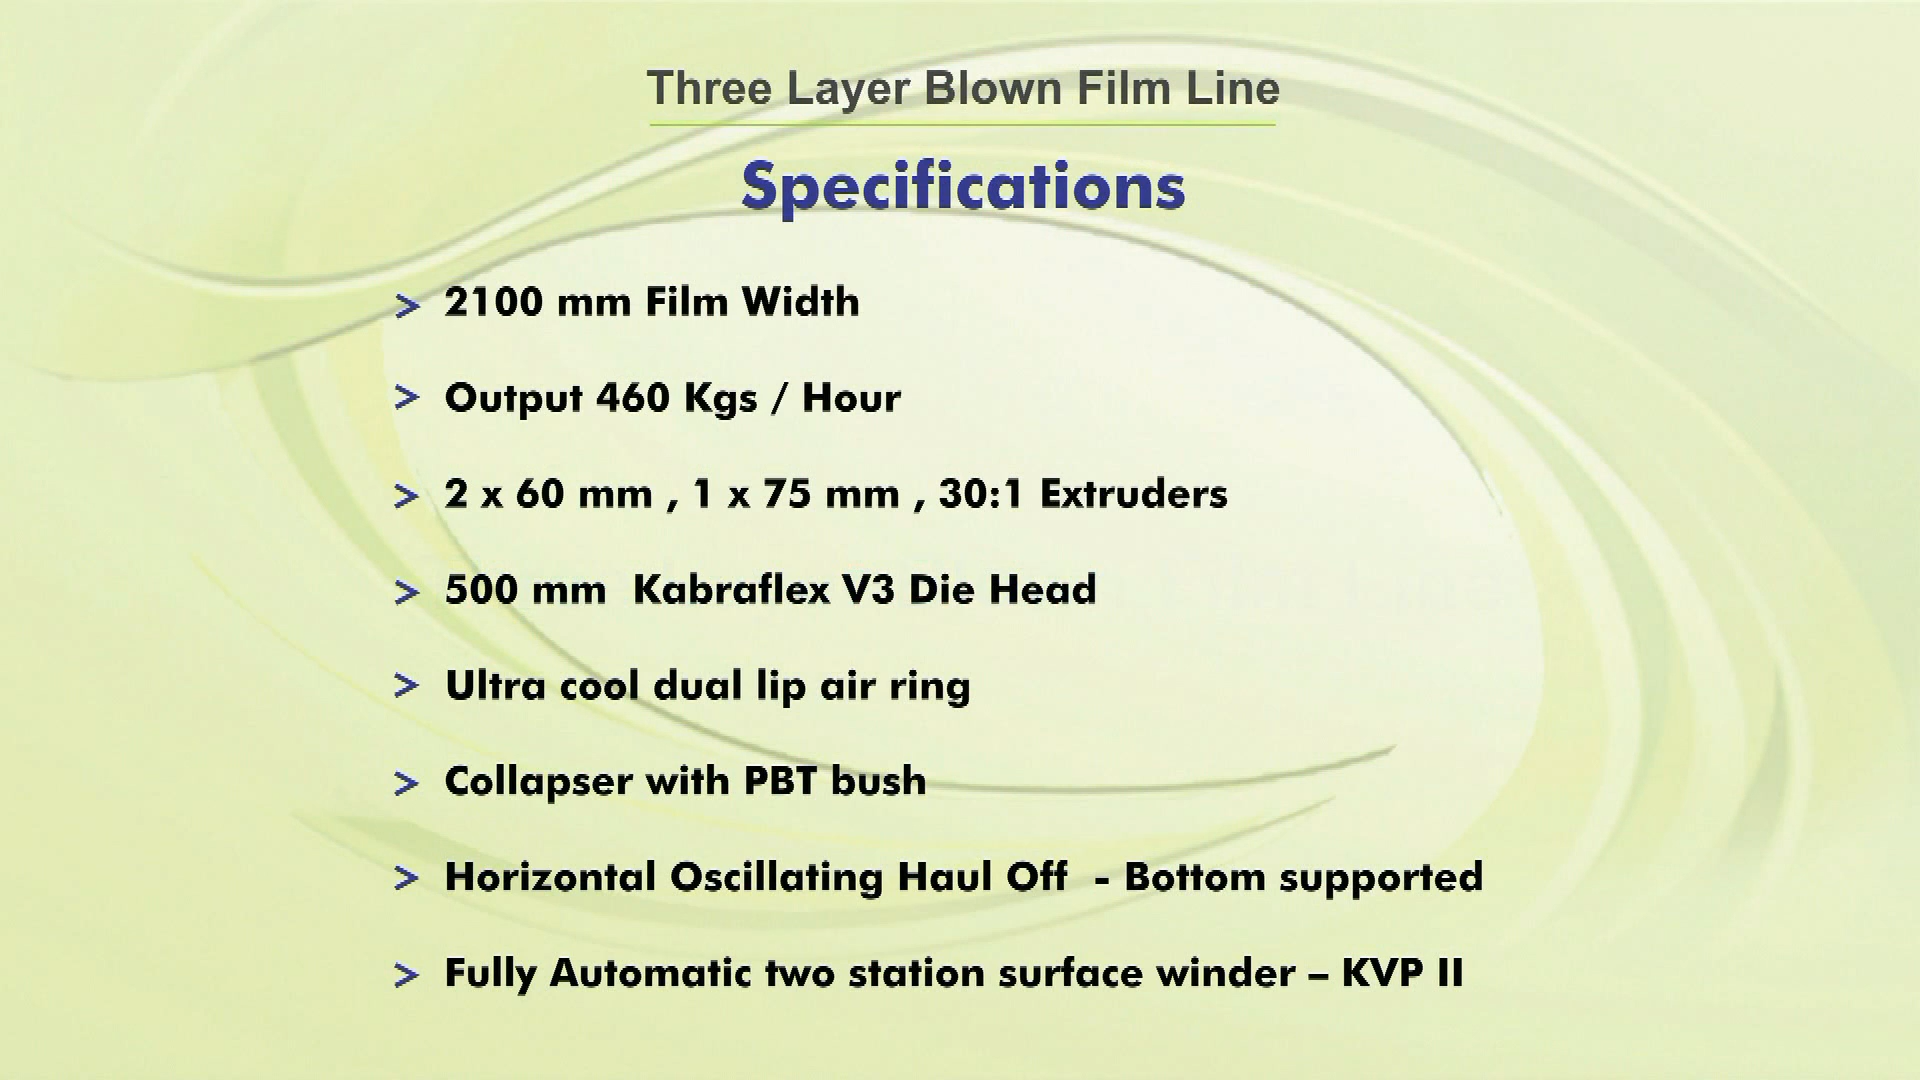 Three Layer Blown Film Line
Specifications
> 2100 mm Film Width
> Output 460 Kgs / Hour
> 2 x 60 mm , 1 x 75 mm , 30:1 Extruders
> 500 mm  Kabraflex V3 Die Head
> Ultra cool dual lip air ring
> Collapser with PBT bush
> Horizontal Oscillating Haul Off  - Bottom supported
> Fully Automatic two station surface winder – KVP II